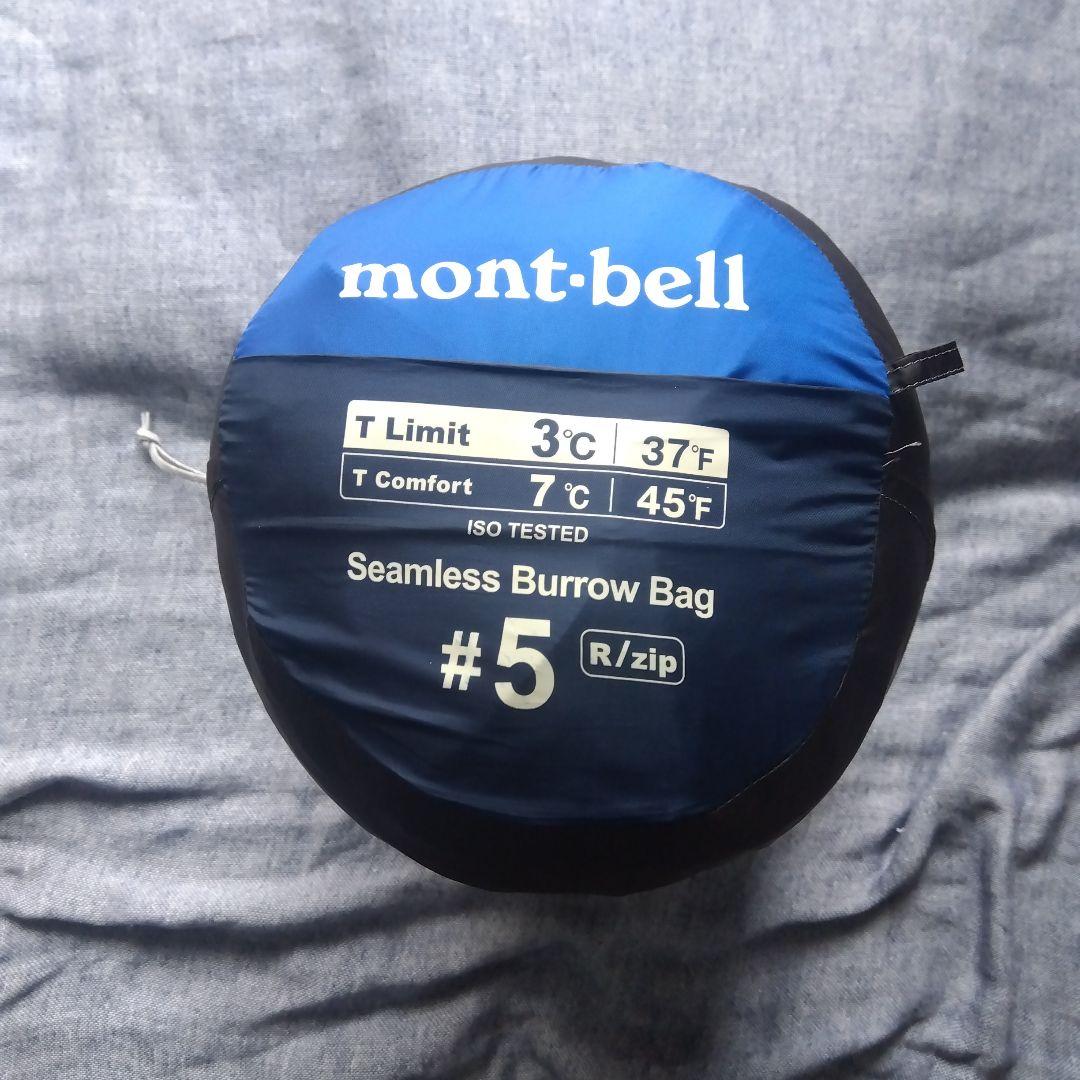 mont·bell
T Limit 3°C | 37°F
T Comfort 7°C | 45°F
ISO TESTED
Seamless Burrow Bag
#5 R/zip